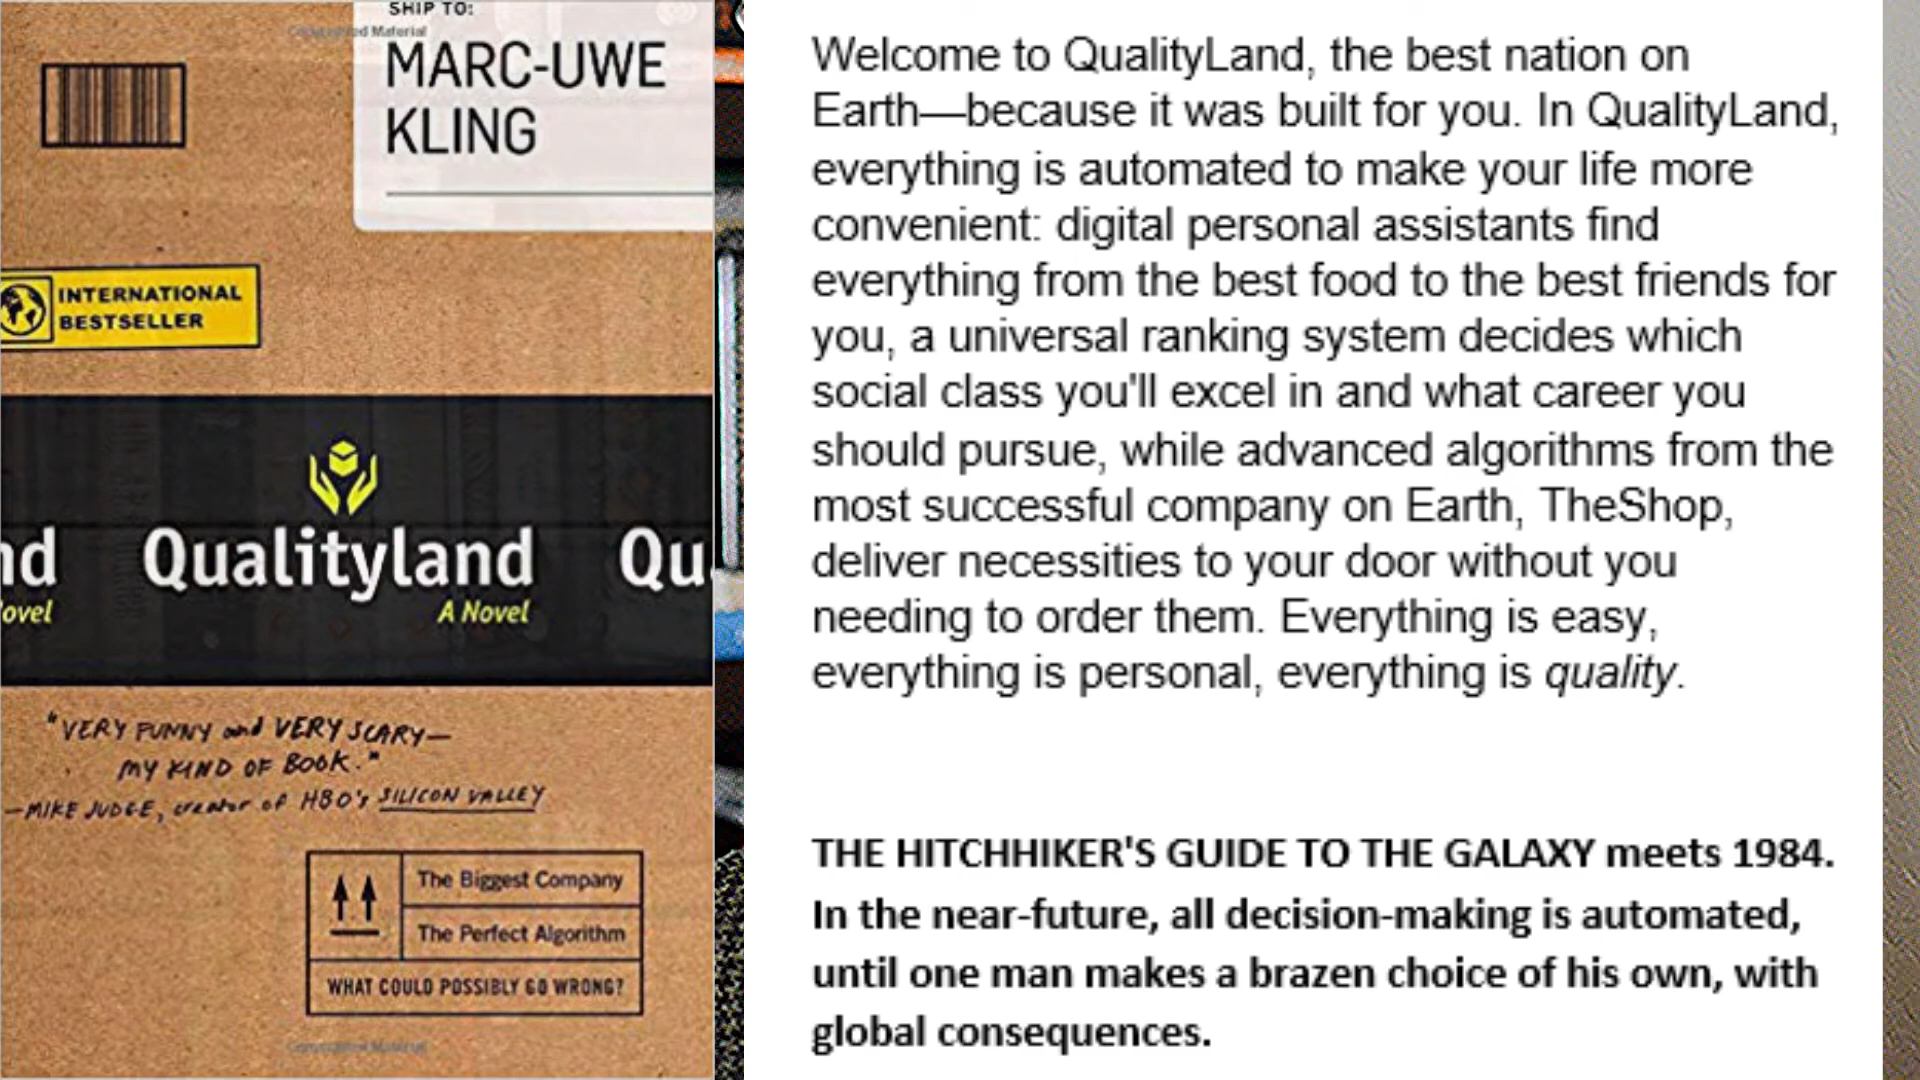 SHIP TO:
Copyrighted Material
MARC-UWE
KLING
INTERNATIONAL
BESTSELLER
nd Qualityland Qu
ovel A Novel
"VERY FUNNY and VERY SCARY—
MY KIND OF BOOK."
—MIKE JUDGE, creator of HBO's SILICON VALLEY
The Biggest Company
The Perfect Algorithm
WHAT COULD POSSIBLY GO WRONG?
Copyrighted Material
Welcome to QualityLand, the best nation on
Earth—because it was built for you. In QualityLand,
everything is automated to make your life more
convenient: digital personal assistants find
everything from the best food to the best friends for
you, a universal ranking system decides which
social class you'll excel in and what career you
should pursue, while advanced algorithms from the
most successful company on Earth, TheShop,
deliver necessities to your door without you
needing to order them. Everything is easy,
everything is personal, everything is quality.
THE HITCHHIKER'S GUIDE TO THE GALAXY meets 1984.
In the near-future, all decision-making is automated,
until one man makes a brazen choice of his own, with
global consequences.